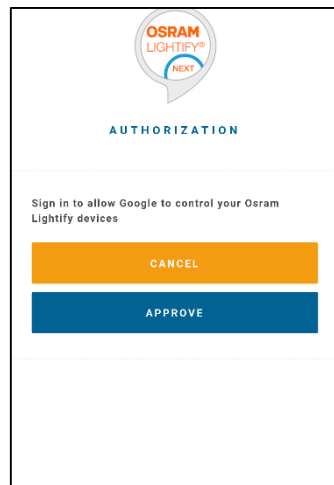 OSRAM
LIGHTIFY®
NEXT
AUTHORIZATION
Sign in to allow Google to control your Osram
Lightify devices
CANCEL
APPROVE